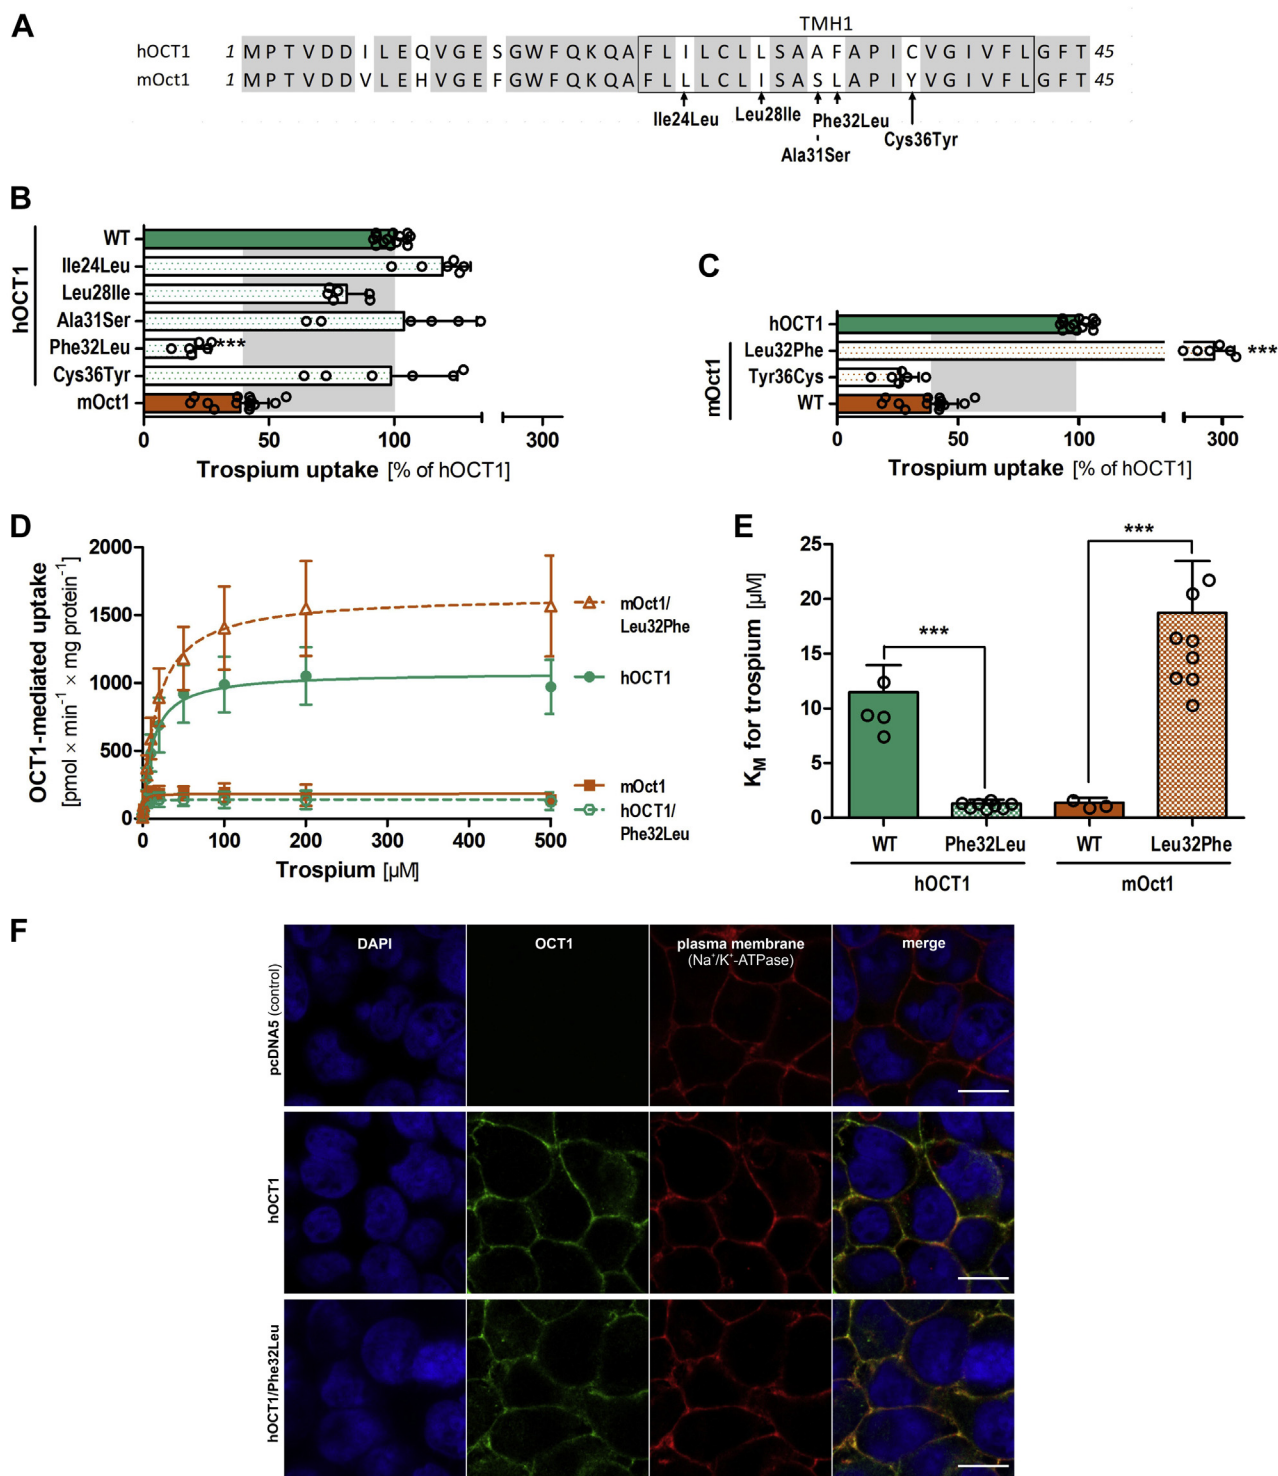 A
TMH1
hOCT1 1 M P T V D D I L E Q V G E S G W F Q K Q A F L I L C L L S A A F A P I C V G I V F L G F T 45
mOct1 1 M P T V D D V L E H V G E F G W F Q K Q A F L L L C L I S A S L A P I Y V G I V F L G F T 45
Ile24Leu Leu28Ile Phe32Leu
Ala31Ser Cys36Tyr
B
hOCT1
WT
Ile24Leu
Leu28Ile
Ala31Ser
Phe32Leu ***
Cys36Tyr
mOct1
0 50 100 300
Trospium uptake [% of hOCT1]
C
hOCT1
mOct1
Leu32Phe ***
Tyr36Cys
WT
0 50 100 300
Trospium uptake [% of hOCT1]
D
OCT1-mediated uptake
[pmol × min⁻¹ × mg protein⁻¹]
2000
1500
1000
500
0
0 100 200 300 400 500
Trospium [µM]
mOct1/
Leu32Phe
hOCT1
mOct1
hOCT1/
Phe32Leu
E
K_M for trospium [µM]
25
20
15
10
5
0
*** ***
WT Phe32Leu WT Leu32Phe
hOCT1 mOct1
F
DAPI OCT1 plasma membrane merge
(Na⁺/K⁺-ATPase)
pcDNA5 (control)
hOCT1
hOCT1/Phe32Leu